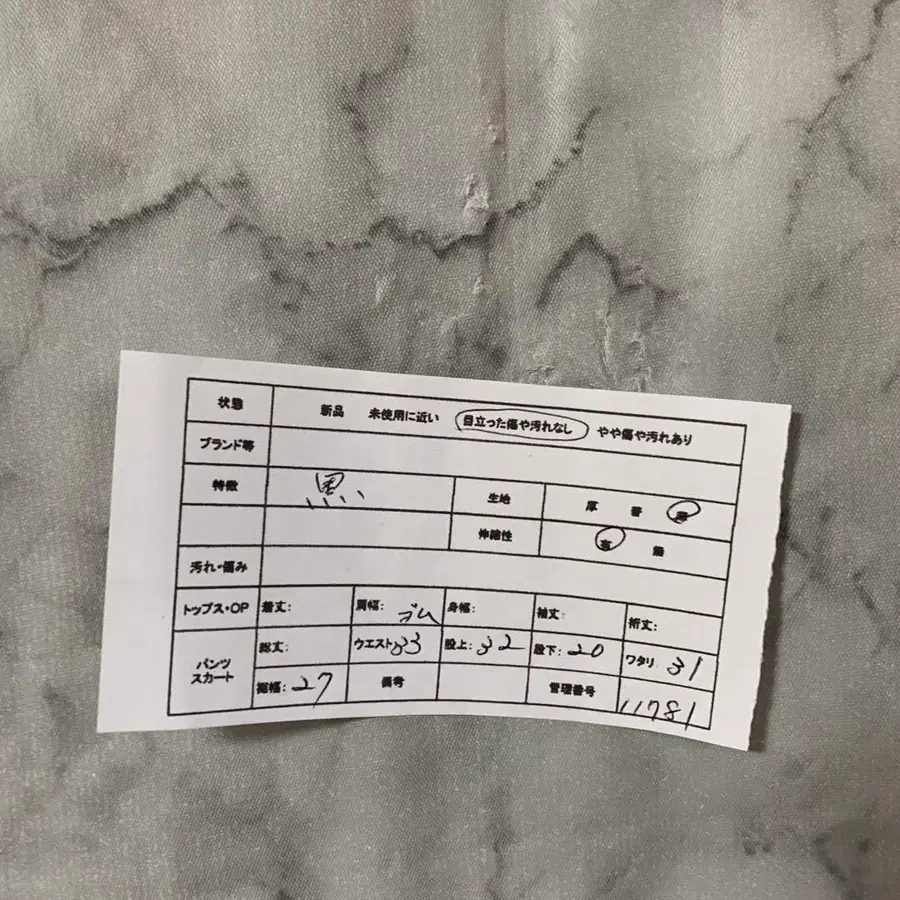 状態 新品 未使用に近い 目立った傷や汚れなし やや傷や汚れあり
ブランド等
特徴 黒 生地 厚 普 薄
伸縮性 有 無
汚れ・傷み
トップス・OP 着丈: 肩幅: ゴム 身幅: 袖丈: 裄丈:
パンツ スカート 総丈: ウエスト: 33 股上: 32 股下: 20 ワタリ 31
裾幅: 27 備考 管理番号 11781